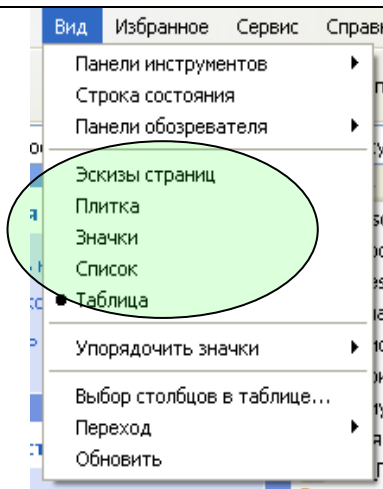 Вид Избранное Сервис
Панели инструментов
Строка состояния
Панели обозревателя
Эскизы страниц
Плитка
Значки
Список
Таблица
Упорядочить значки
Выбор столбцов в таблице...
Переход
Обновить